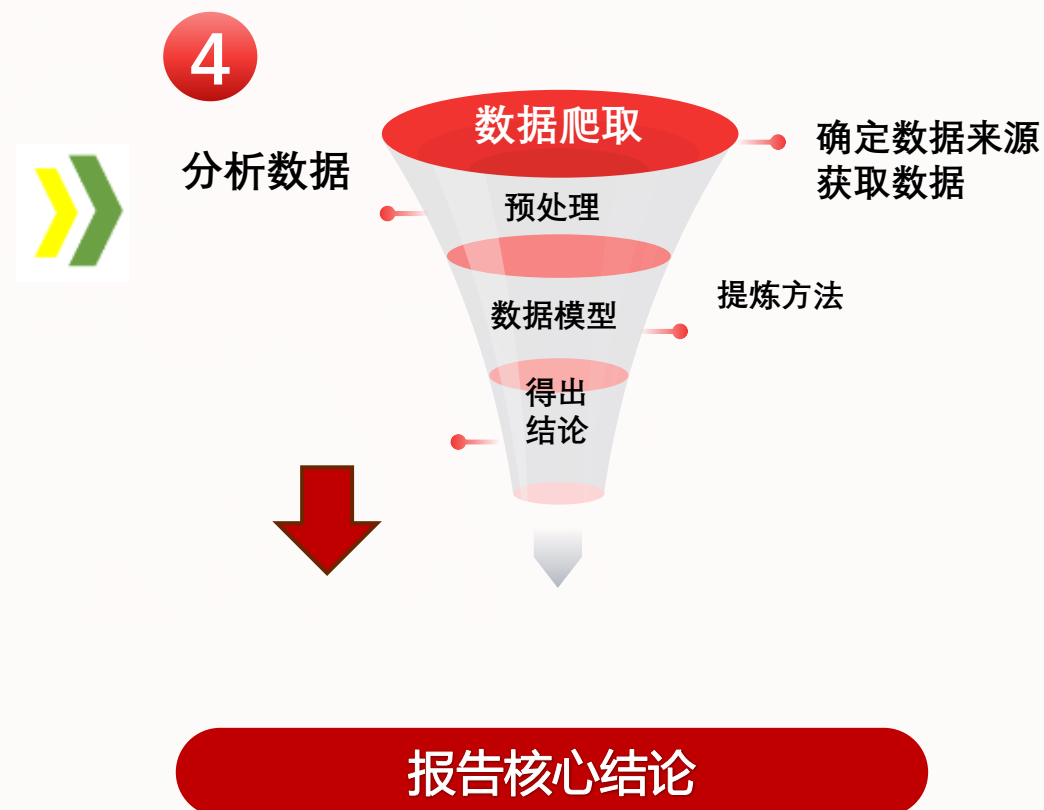 4
分析数据
数据爬取
确定数据来源
获取数据
预处理
数据模型
提炼方法
得出
结论
报告核心结论